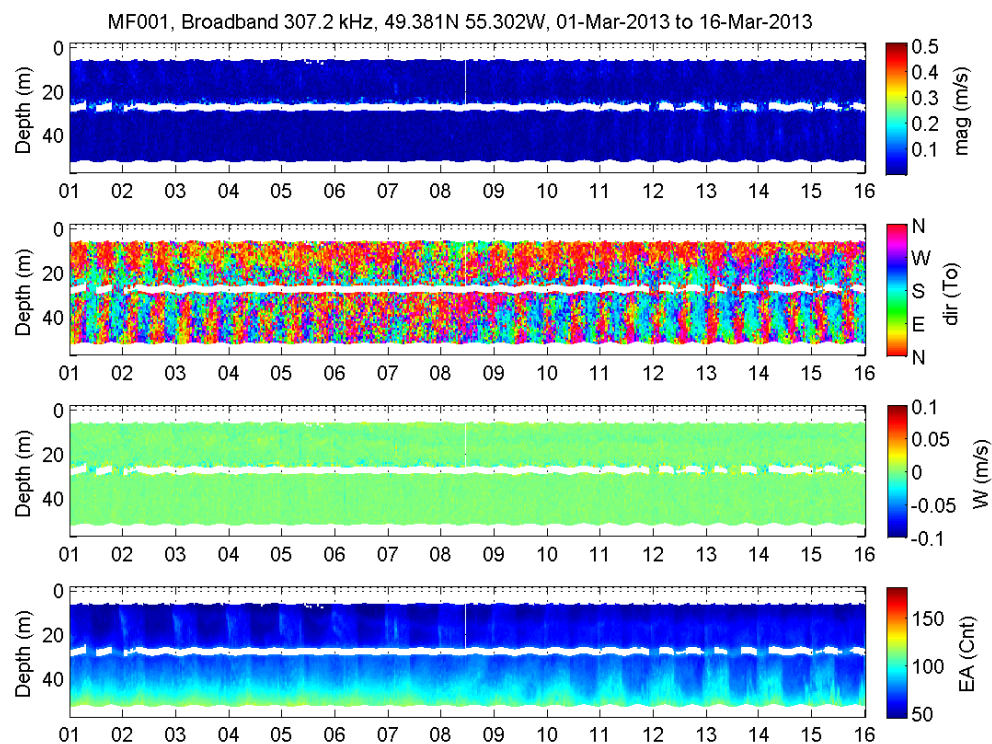 MF001, Broadband 307.2 kHz, 49.381N 55.302W, 01-Mar-2013 to 16-Mar-2013
0
20
40
Depth (m)
01 02 03 04 05 06 07 08 09 10 11 12 13 14 15 16
0.5
0.4
0.3
0.2
0.1
mag (m/s)
0
20
40
Depth (m)
01 02 03 04 05 06 07 08 09 10 11 12 13 14 15 16
N
W
S
E
N
dir (To)
0
20
40
Depth (m)
01 02 03 04 05 06 07 08 09 10 11 12 13 14 15 16
0.1
0.05
0
-0.05
-0.1
W (m/s)
0
20
40
Depth (m)
01 02 03 04 05 06 07 08 09 10 11 12 13 14 15 16
150
100
50
EA (Cnt)